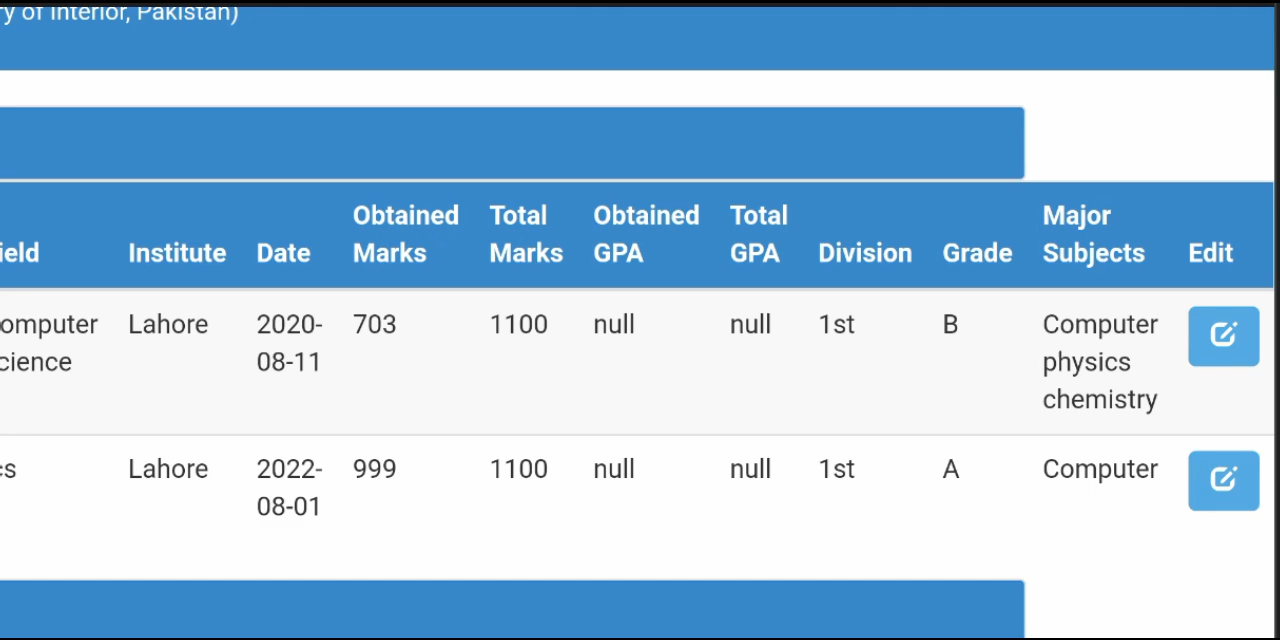 y of Interior, Pakistan)
Obtained Total Obtained Total Major
ield Institute Date Marks Marks GPA GPA Division Grade Subjects Edit
omputer Lahore 2020- 703 1100 null null 1st B Computer
cience 08-11 physics
chemistry
cs Lahore 2022- 999 1100 null null 1st A Computer
08-01